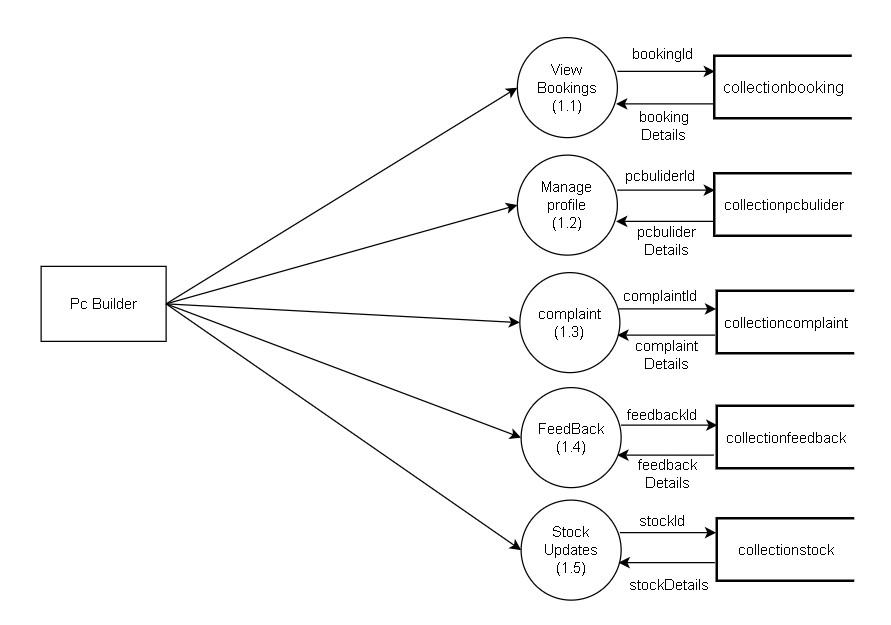 Pc Builder
View
Bookings
(1.1)
bookingId
booking
Details
collectionbooking
Manage
profile
(1.2)
pcbuliderId
pcbulider
Details
collectionpcbulider
complaint
(1.3)
complaintId
complaint
Details
collectioncomplaint
FeedBack
(1.4)
feedbackId
feedback
Details
collectionfeedback
Stock
Updates
(1.5)
stockId
stockDetails
collectionstock